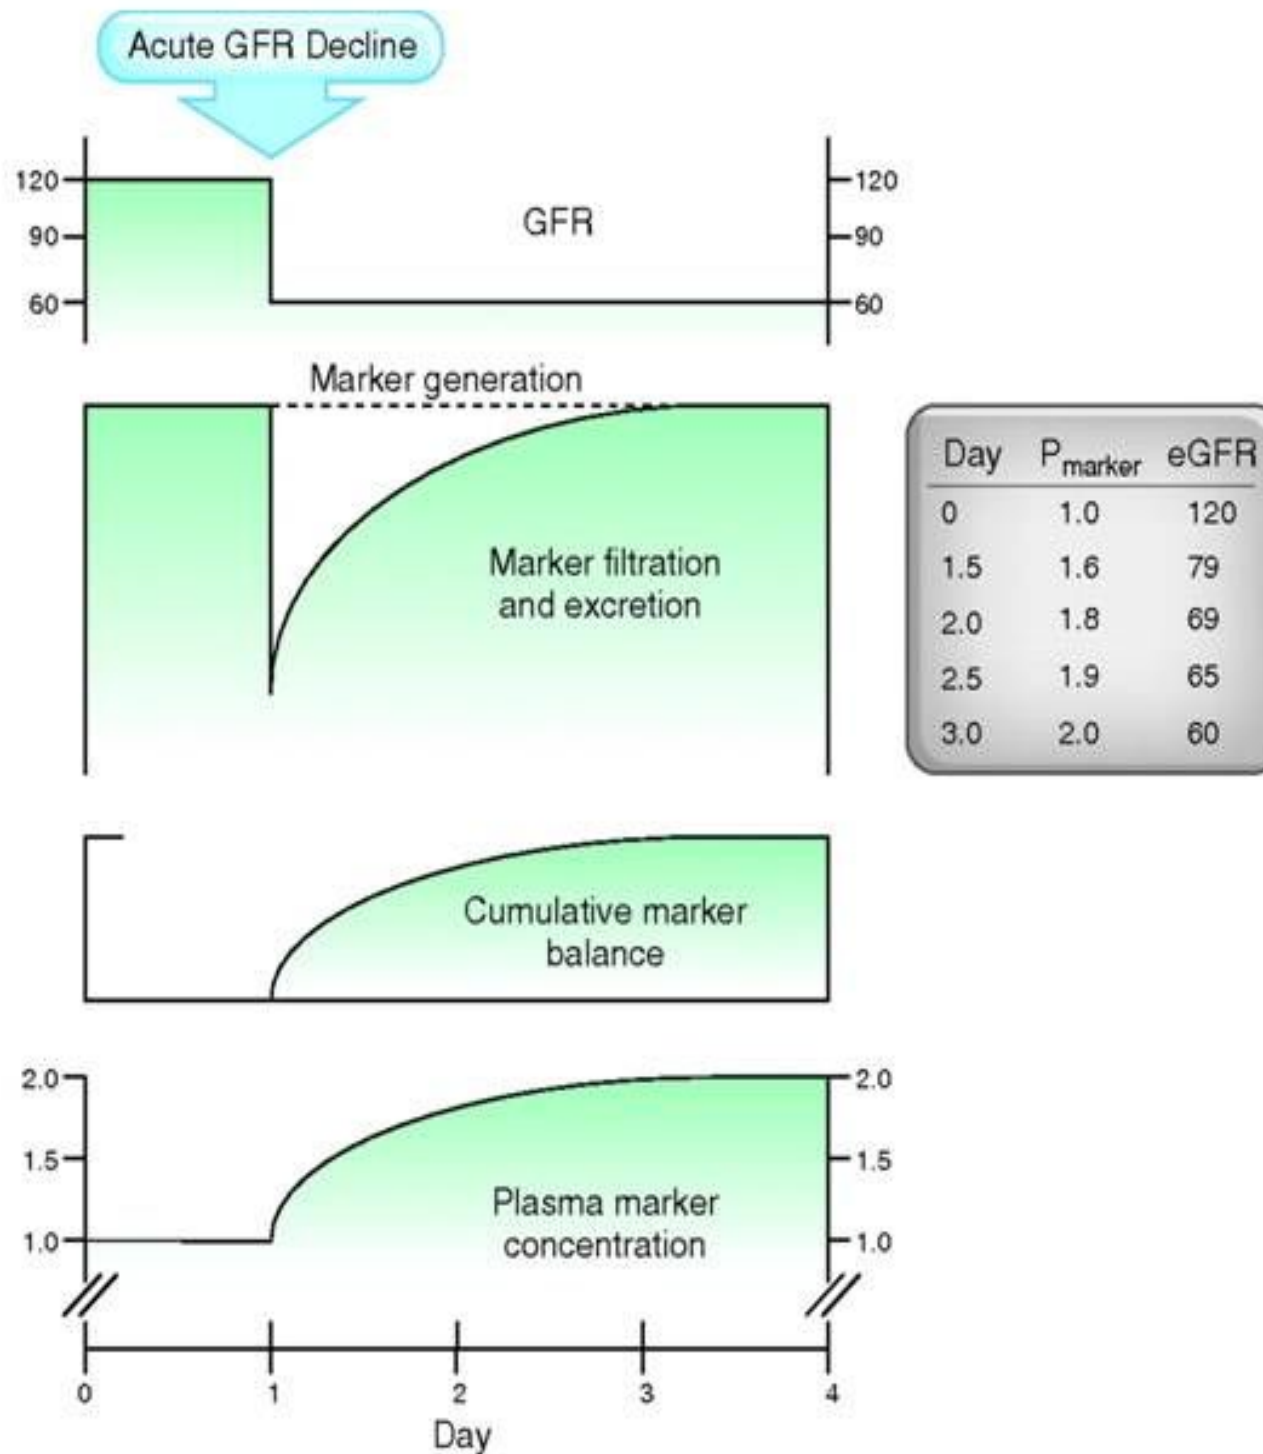 Acute GFR Decline
120
90
60
GFR
120
90
60
Marker generation
Marker filtration
and excretion
Day P marker eGFR
0 1.0 120
1.5 1.6 79
2.0 1.8 69
2.5 1.9 65
3.0 2.0 60
Cumulative marker
balance
2.0
1.5
1.0
Plasma marker
concentration
2.0
1.5
1.0
0 1 2 3 4
Day